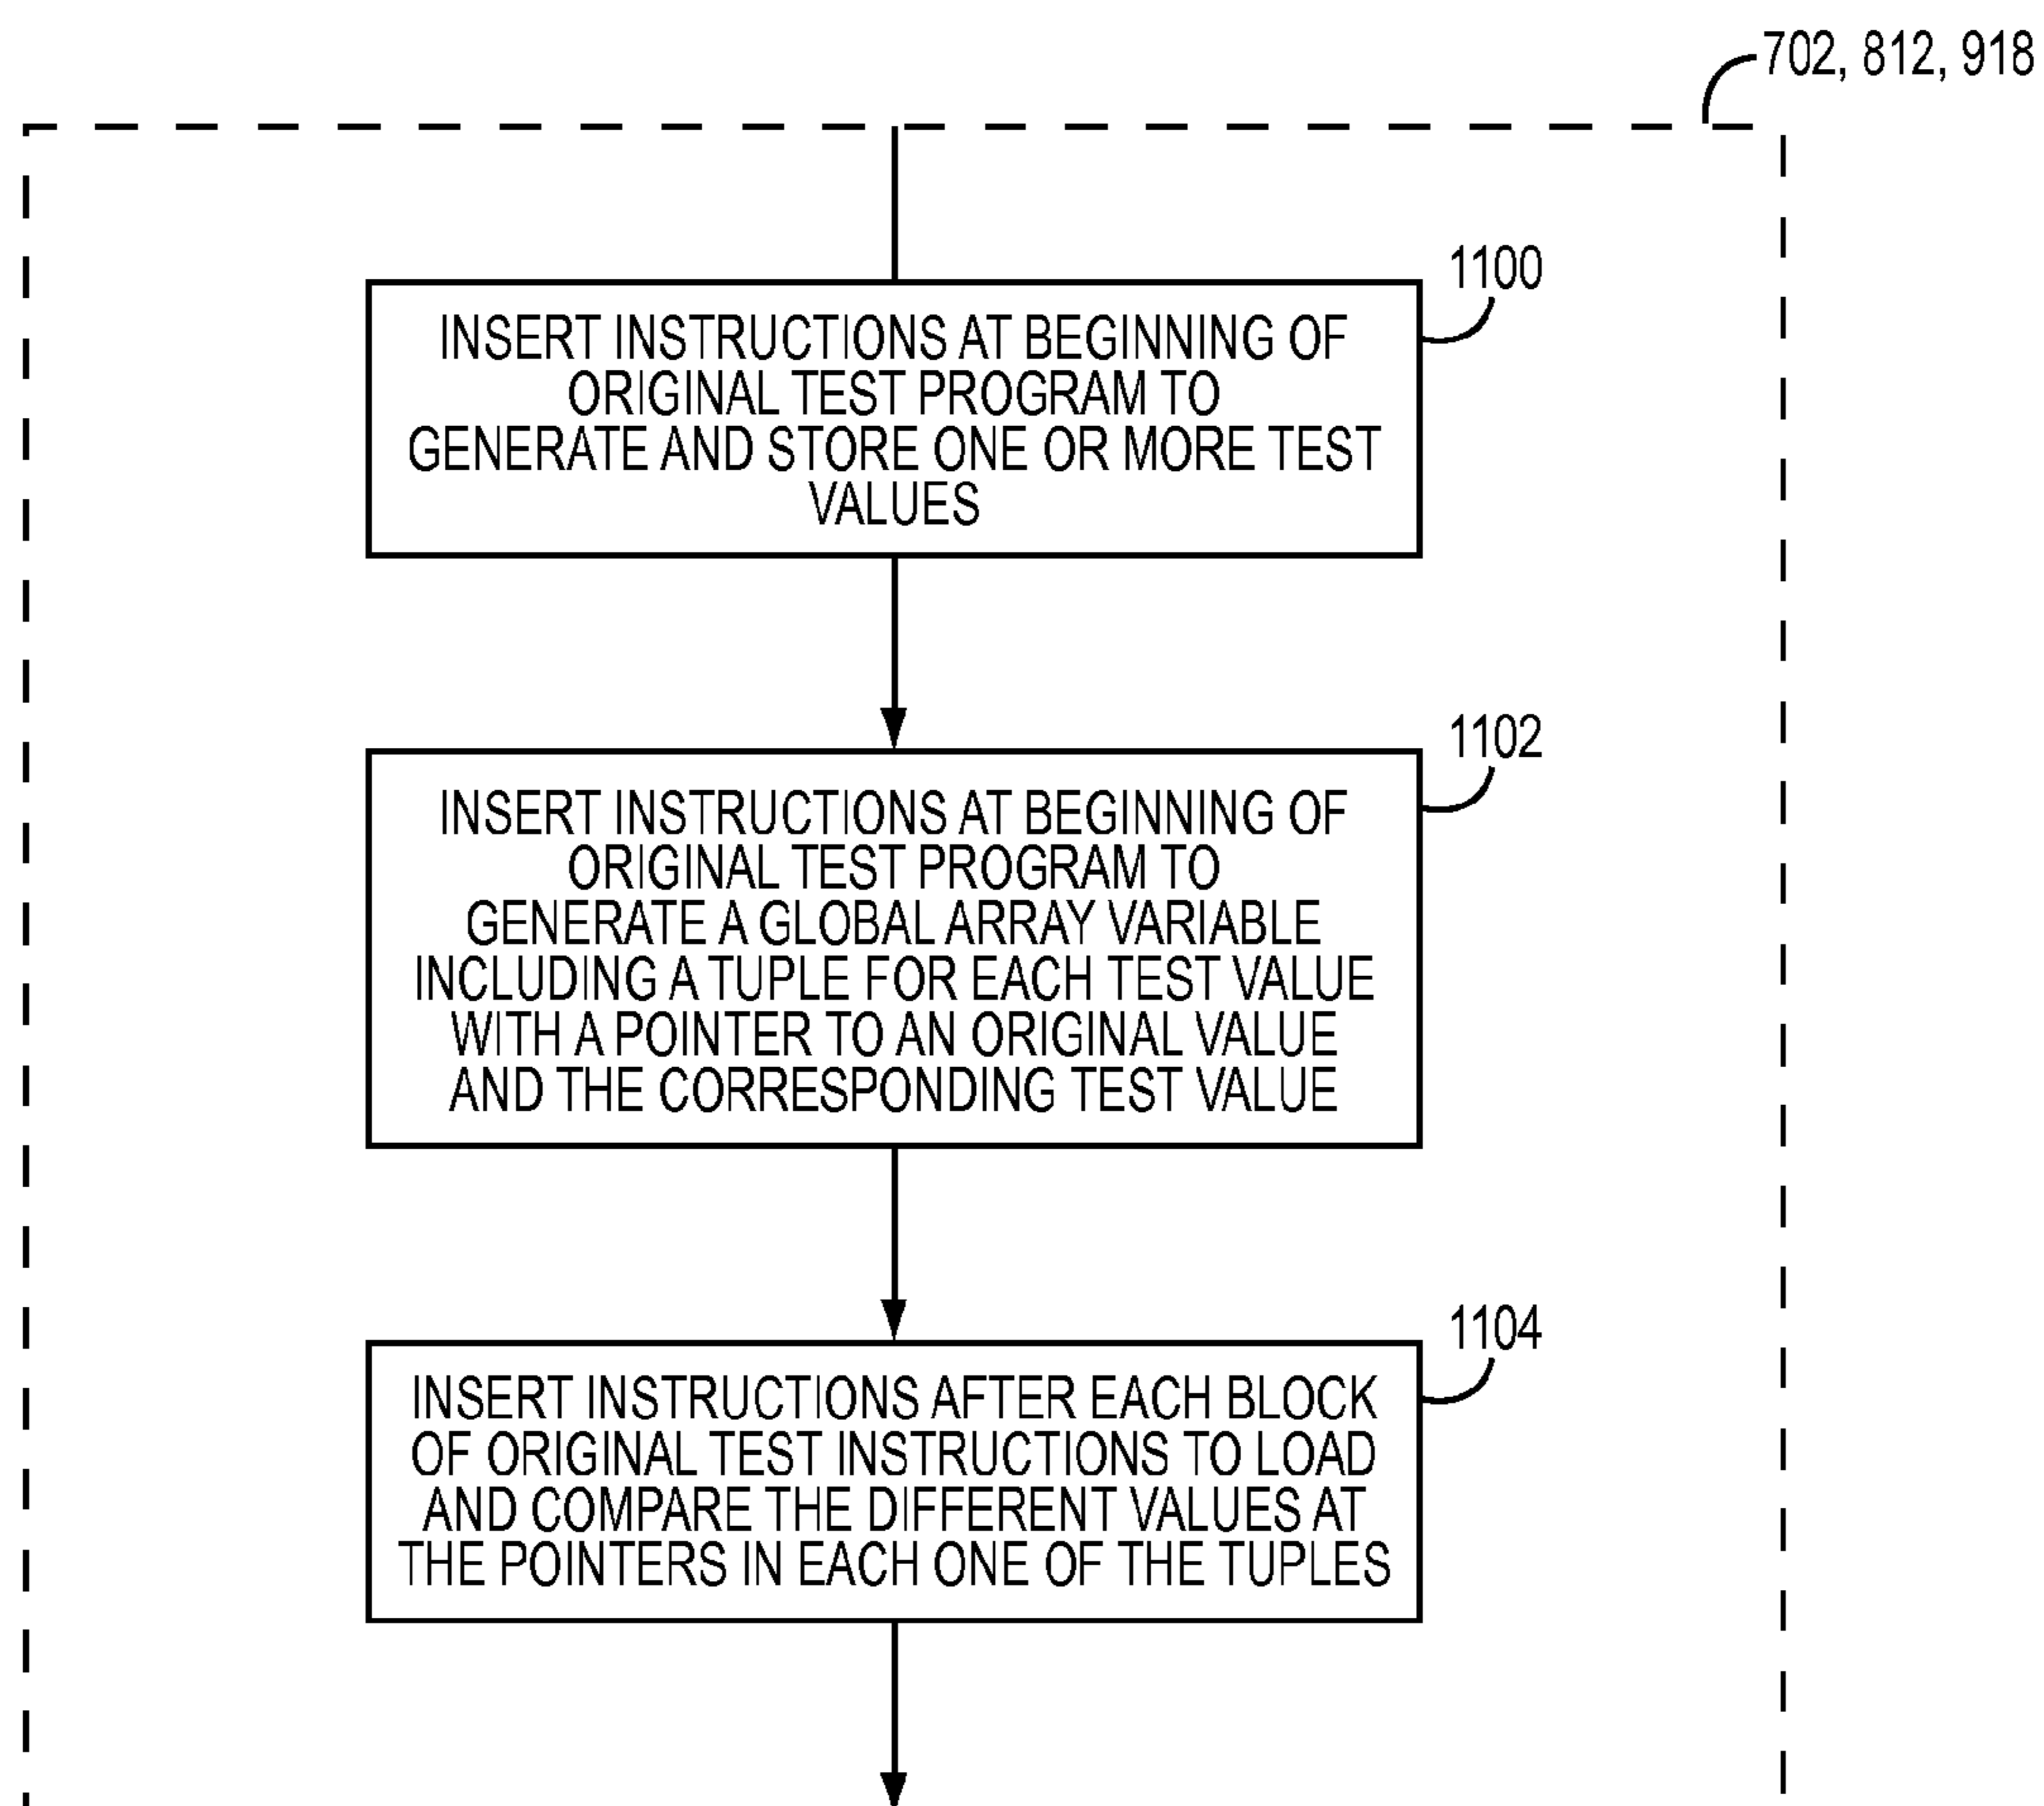 702, 812, 918
1100
INSERT INSTRUCTIONS AT BEGINNING OF
ORIGINAL TEST PROGRAM TO
GENERATE AND STORE ONE OR MORE TEST
VALUES
1102
INSERT INSTRUCTIONS AT BEGINNING OF
ORIGINAL TEST PROGRAM TO
GENERATE A GLOBAL ARRAY VARIABLE
INCLUDING A TUPLE FOR EACH TEST VALUE
WITH A POINTER TO AN ORIGINAL VALUE
AND THE CORRESPONDING TEST VALUE
1104
INSERT INSTRUCTIONS AFTER EACH BLOCK
OF ORIGINAL TEST INSTRUCTIONS TO LOAD
AND COMPARE THE DIFFERENT VALUES AT
THE POINTERS IN EACH ONE OF THE TUPLES